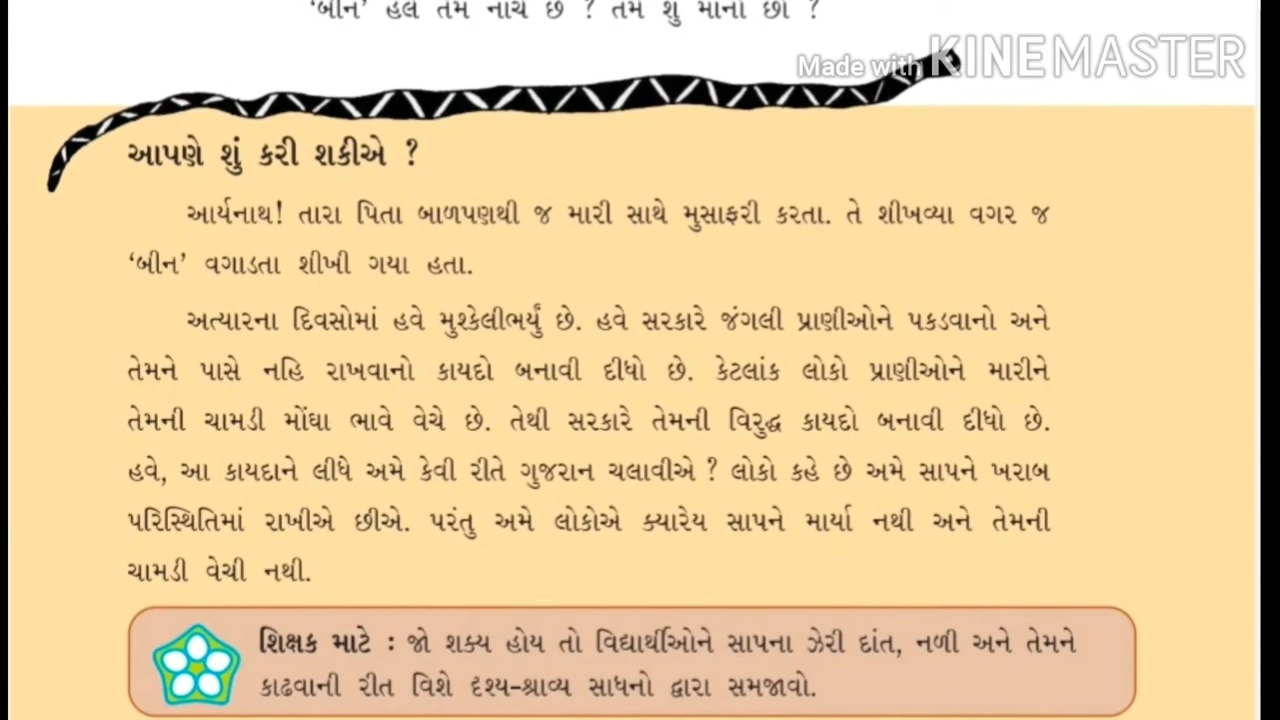 'બીન' હલે તેમ નાચે છે ? તમે શું માનો છો ?
Made with KINEMASTER
આપણે શું કરી શકીએ ?
આર્યનાથ! તારા પિતા બાળપણથી જ મારી સાથે મુસાફરી કરતા. તે શીખવ્યા વગર જ
'બીન' વગાડતા શીખી ગયા હતા.
અત્યારના દિવસોમાં હવે મુશ્કેલીભર્યું છે. હવે સરકારે જંગલી પ્રાણીઓને પકડવાનો અને
તેમને પાસે નહિ રાખવાનો કાયદો બનાવી દીધો છે. કેટલાંક લોકો પ્રાણીઓને મારીને
તેમની ચામડી મોંઘા ભાવે વેચે છે. તેથી સરકારે તેમની વિરુદ્ધ કાયદો બનાવી દીધો છે.
હવે, આ કાયદાને લીધે અમે કેવી રીતે ગુજરાન ચલાવીએ ? લોકો કહે છે અમે સાપને ખરાબ
પરિસ્થિતિમાં રાખીએ છીએ. પરંતુ અમે લોકોએ ક્યારેય સાપને માર્યા નથી અને તેમની
ચામડી વેચી નથી.
શિક્ષક માટે : જો શક્ય હોય તો વિદ્યાર્થીઓને સાપના ઝેરી દાંત, નળી અને તેમને
કાઢવાની રીત વિશે દૃશ્ય-શ્રાવ્ય સાધનો દ્વારા સમજાવો.